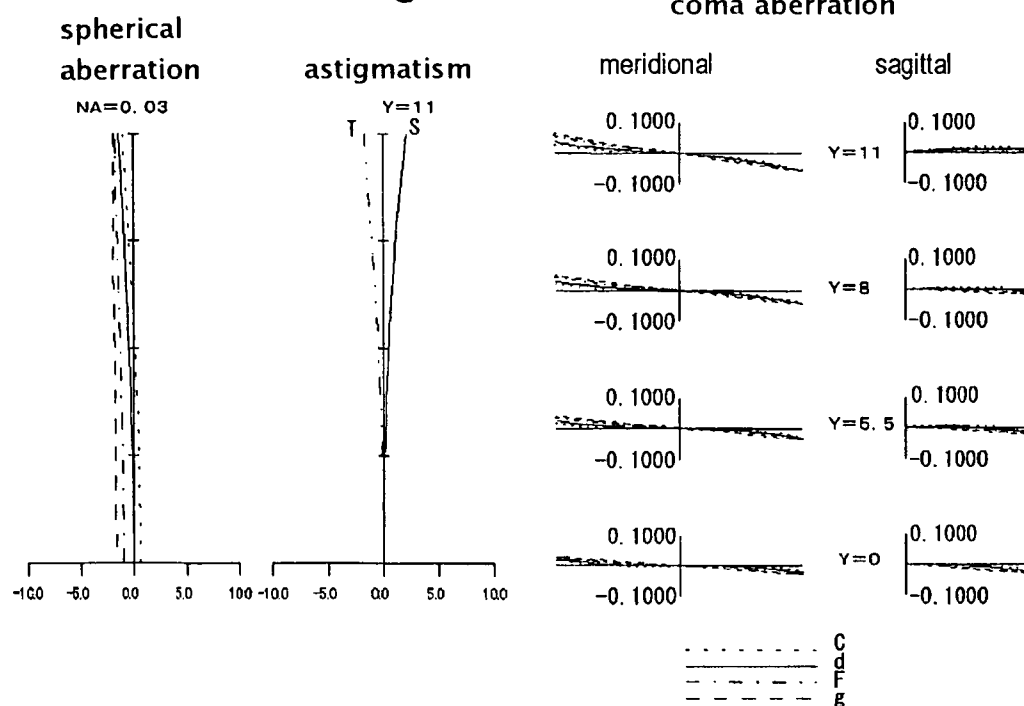 coma aberration
spherical
aberration
astigmatism
meridional
sagittal
NA=0. 03
Y=11
T
S
0. 1000
-0. 1000
Y=11
0. 1000
-0. 1000
0. 1000
-0. 1000
Y=8
0. 1000
-0. 1000
0. 1000
-0. 1000
Y=5. 5
0. 1000
-0. 1000
0. 1000
-0. 1000
Y=0
0. 1000
-0. 1000
-10.0 -5.0 0.0 5.0 10.0
-10.0 -5.0 0.0 5.0 10.0
C
d
F
g